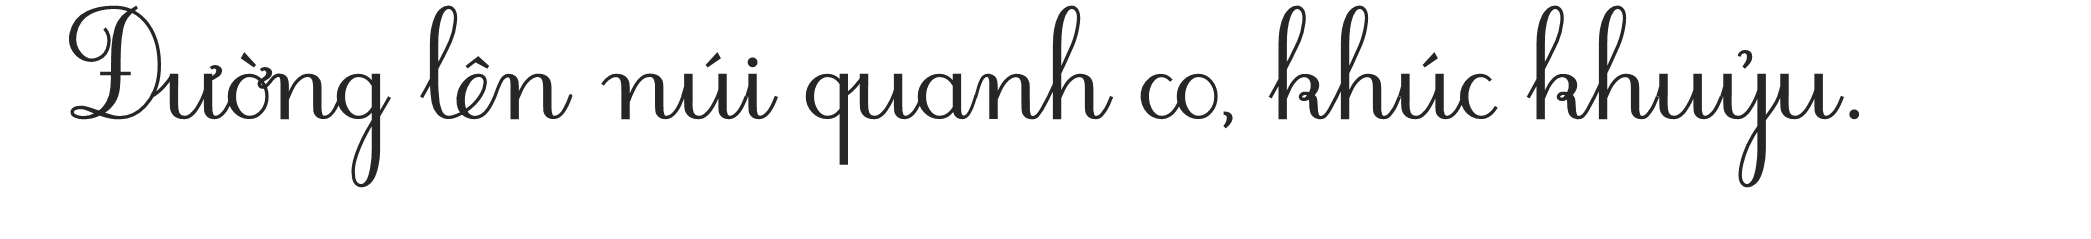 Đường lên núi quanh co, khúc khuỷu.